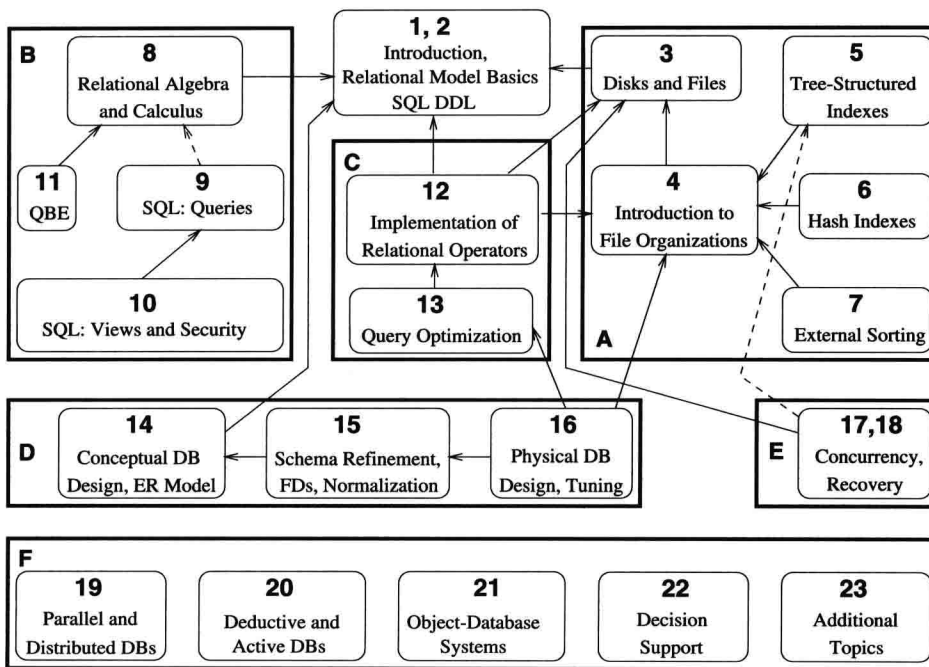 B
8
Relational Algebra
and Calculus
11
QBE
9
SQL: Queries
10
SQL: Views and Security
1, 2
Introduction,
Relational Model Basics
SQL DDL
C
12
Implementation of
Relational Operators
13
Query Optimization
3
Disks and Files
5
Tree-Structured
Indexes
4
Introduction to
File Organizations
6
Hash Indexes
7
External Sorting
A
D
14
Conceptual DB
Design, ER Model
15
Schema Refinement,
FDs, Normalization
16
Physical DB
Design, Tuning
E
17,18
Concurrency,
Recovery
F
19
Parallel and
Distributed DBs
20
Deductive and
Active DBs
21
Object-Database
Systems
22
Decision
Support
23
Additional
Topics